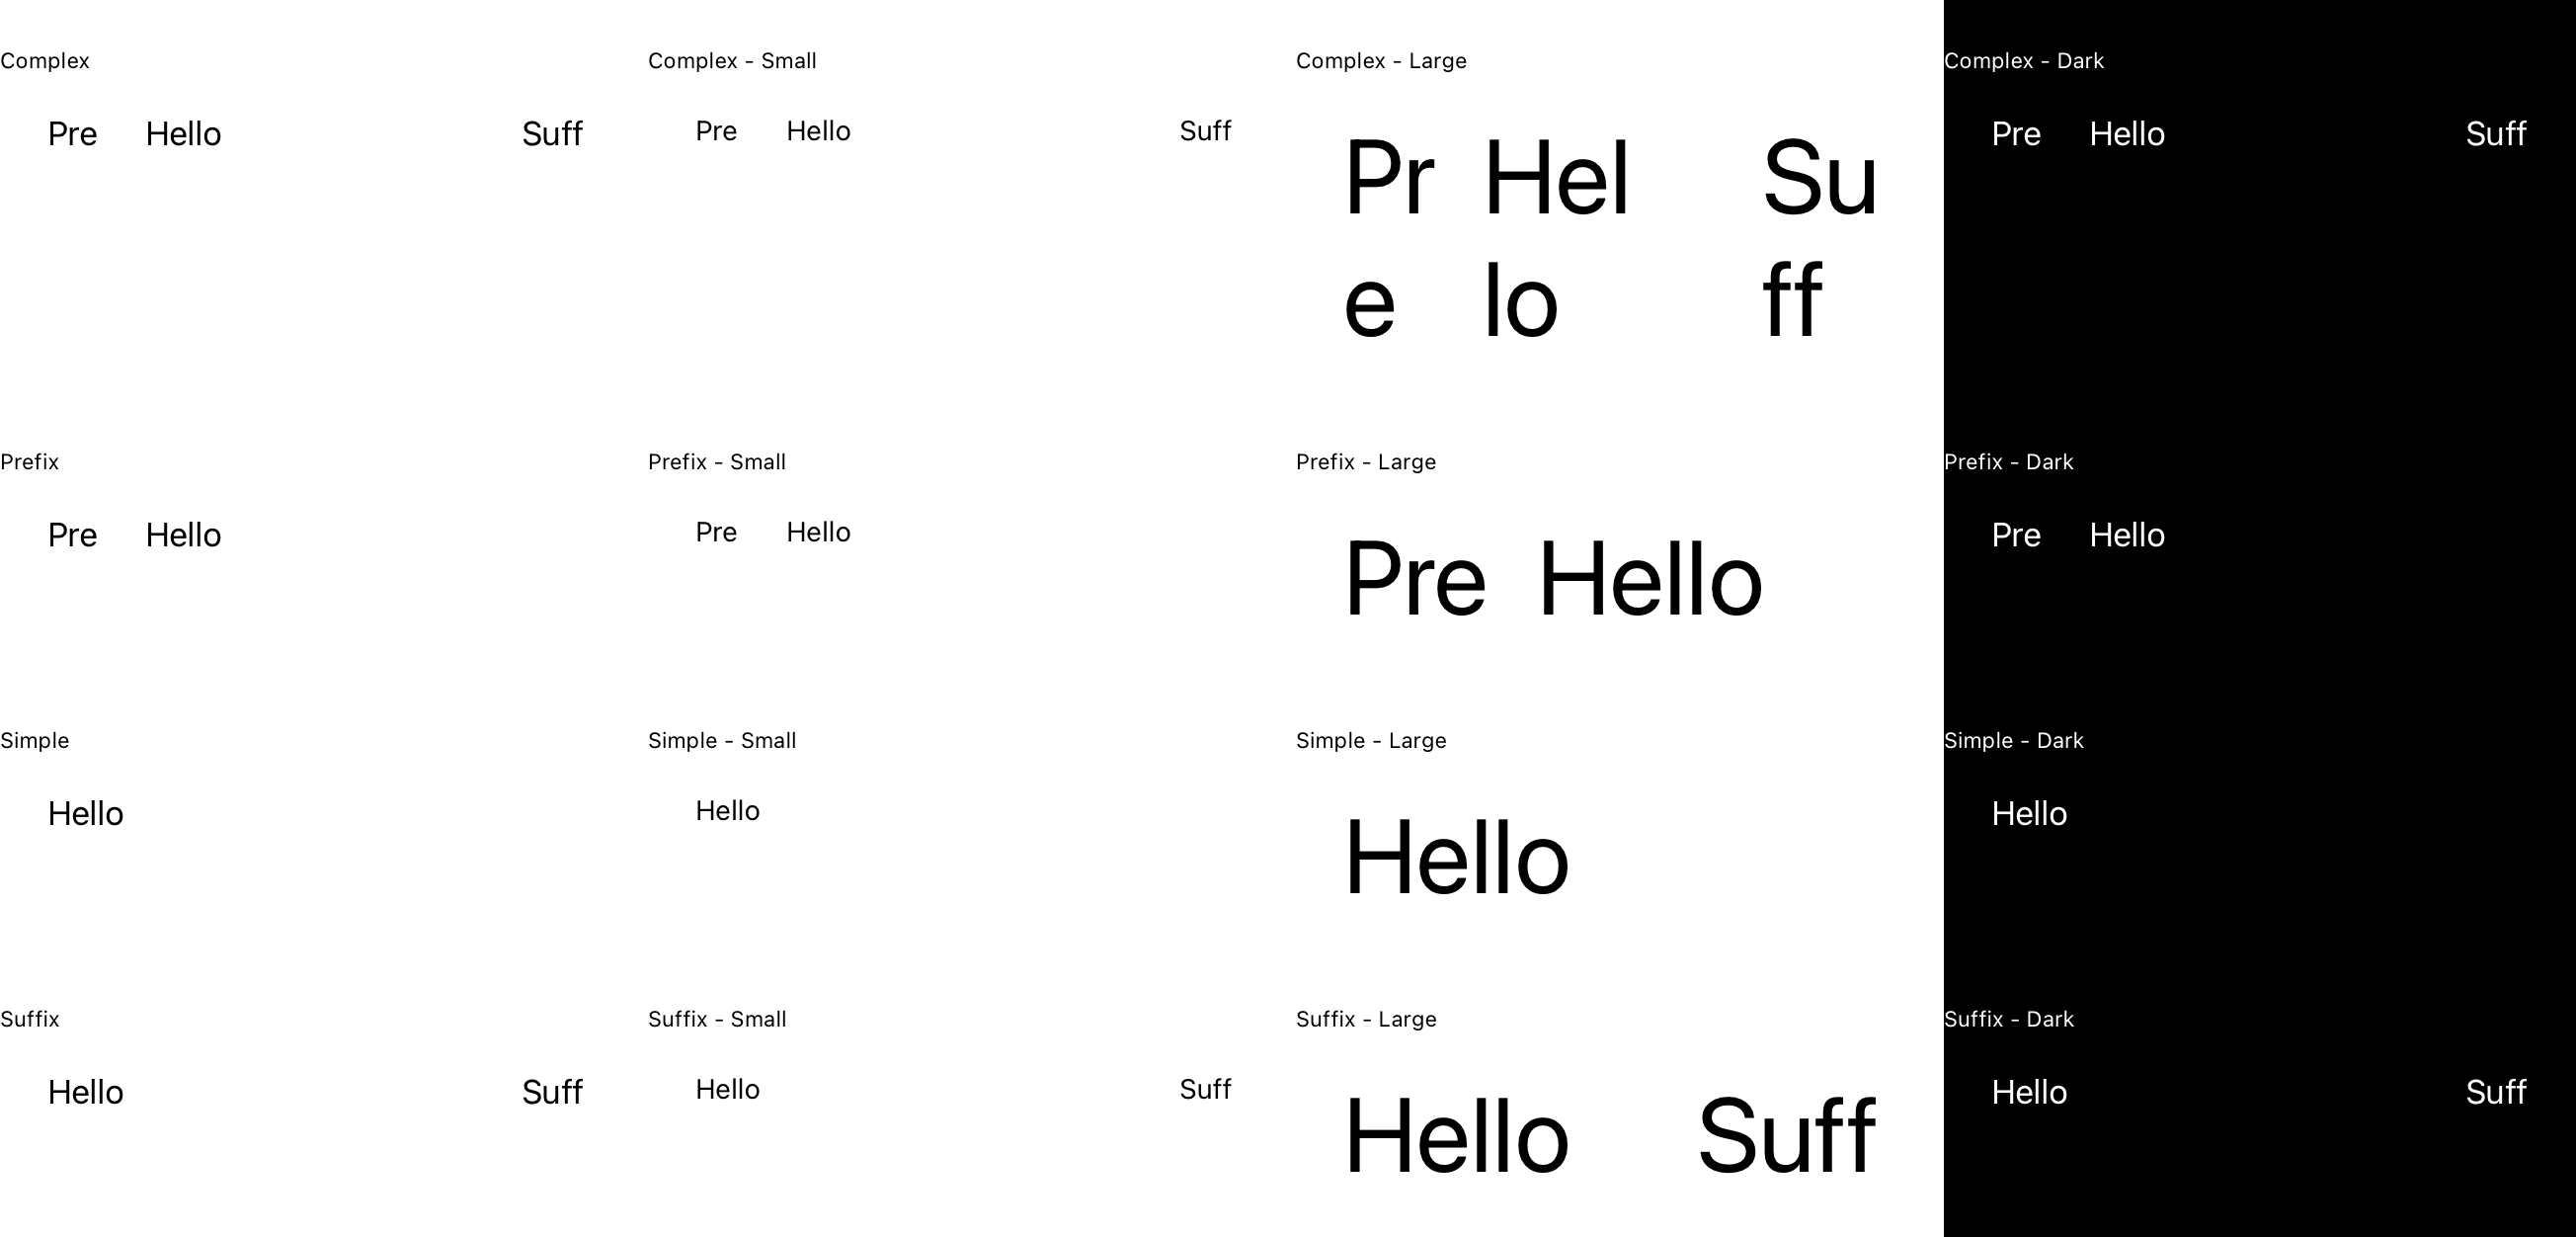 Complex
Complex - Small
Complex - Large
Complex - Dark
Pre Hello Suff
Pre Hello Suff
Pr Hel Su
e lo ff
Pre Hello Suff
Prefix
Prefix - Small
Prefix - Large
Prefix - Dark
Pre Hello
Pre Hello
Pre Hello
Pre Hello
Simple
Simple - Small
Simple - Large
Simple - Dark
Hello
Hello
Hello
Hello
Suffix
Suffix - Small
Suffix - Large
Suffix - Dark
Hello Suff
Hello Suff
Hello Suff
Hello Suff